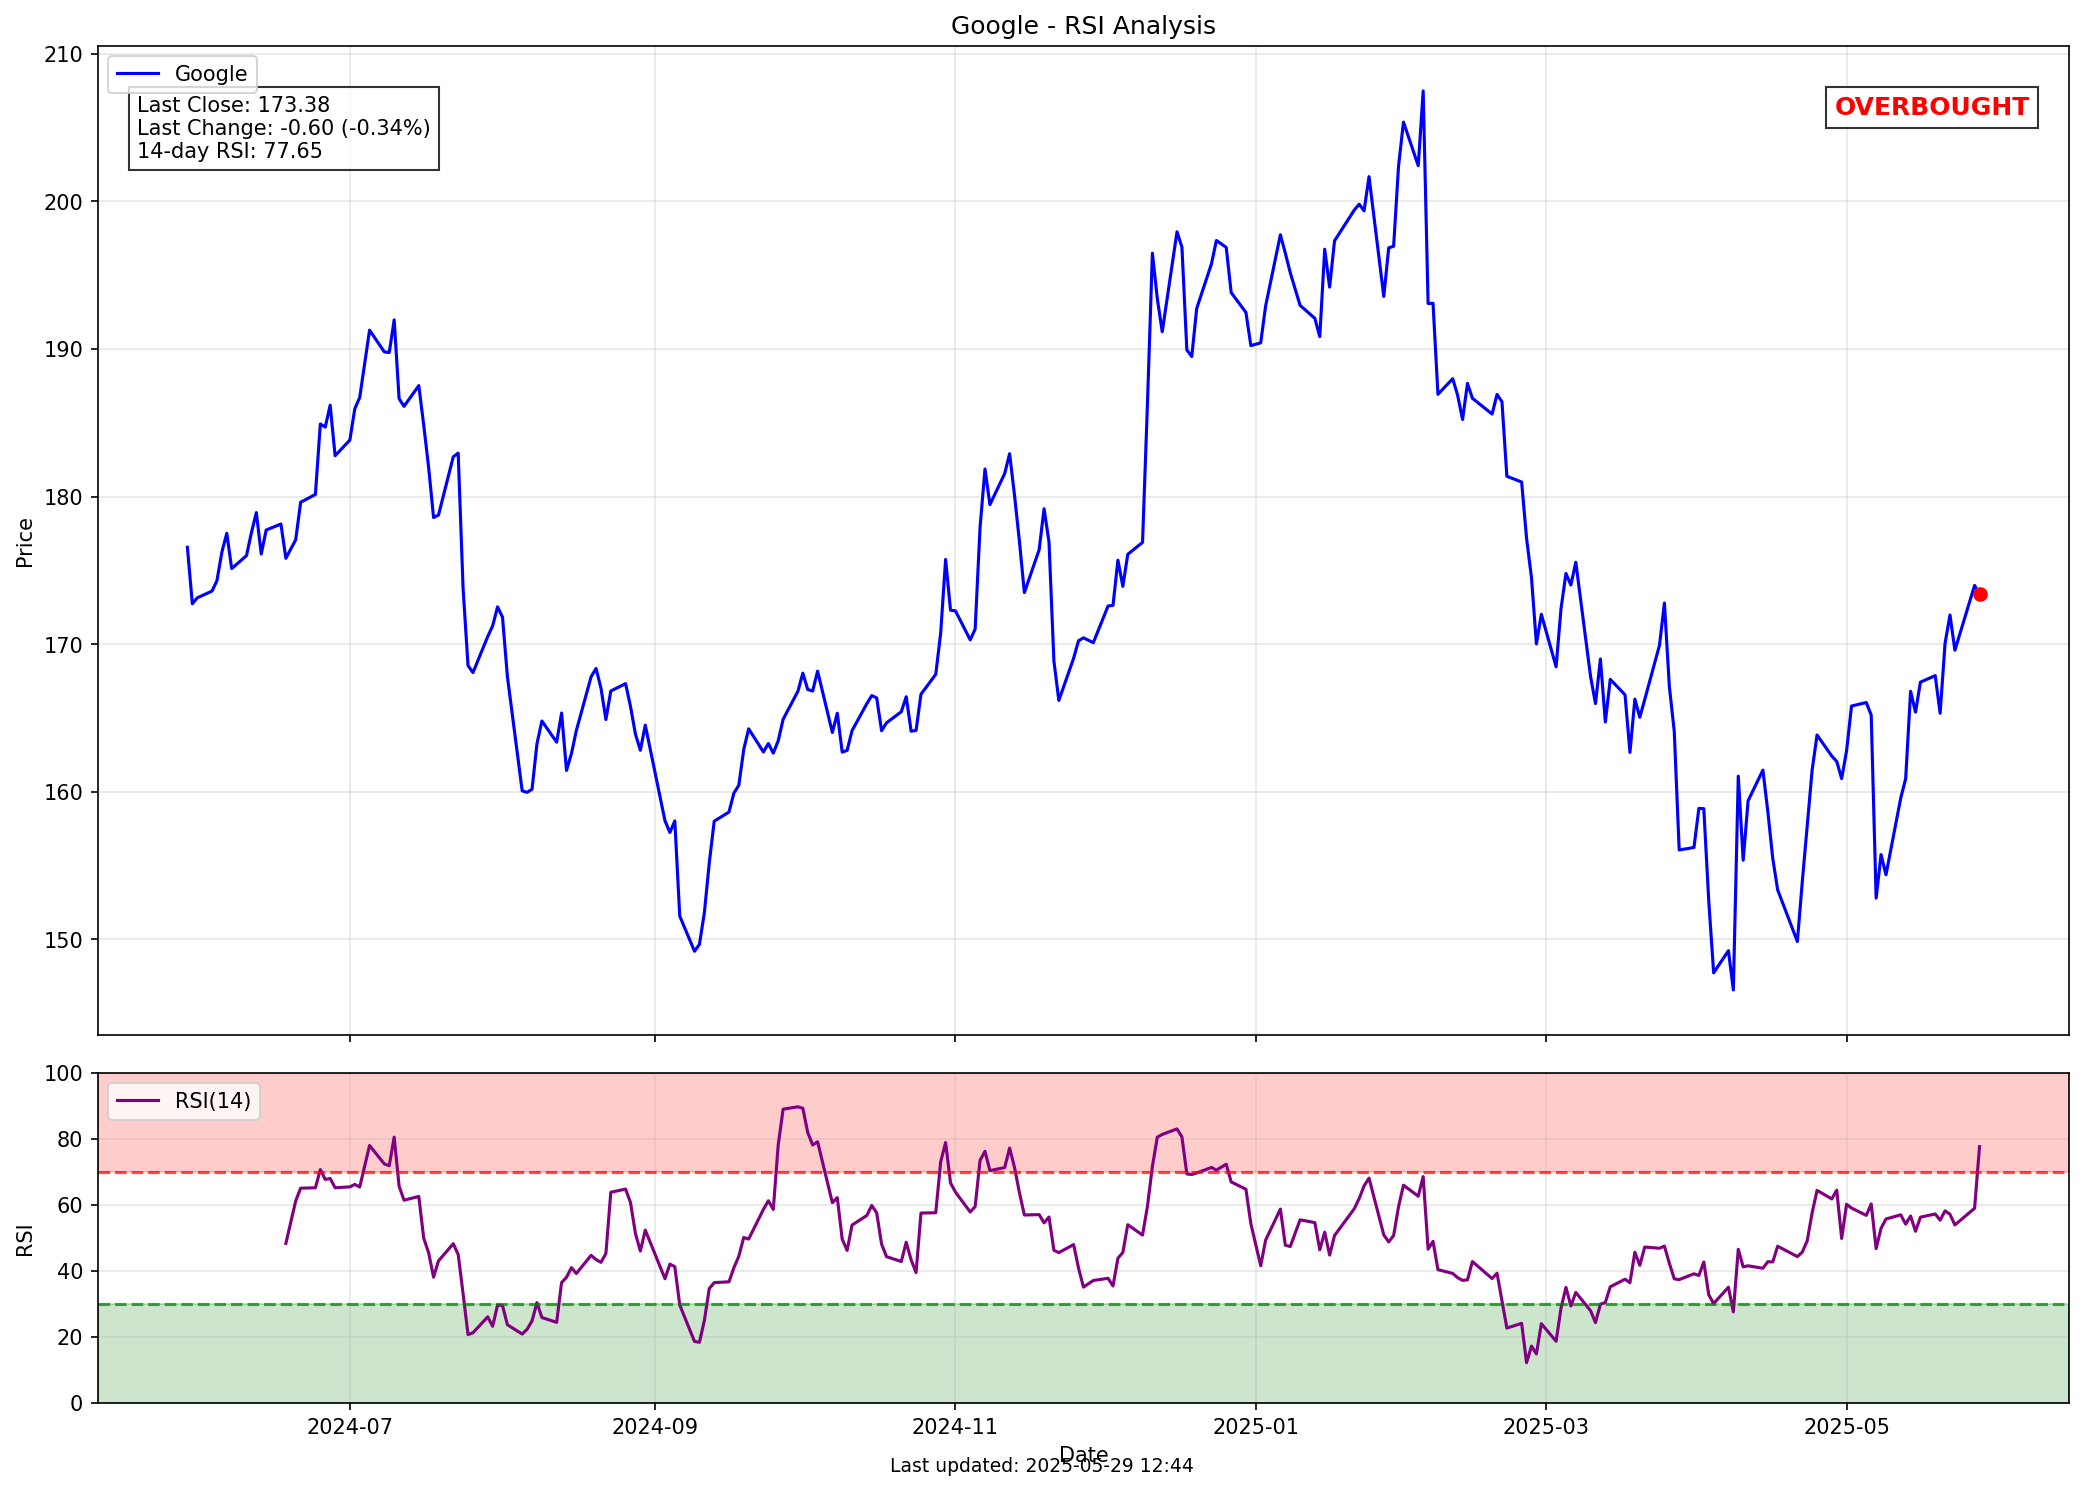 Google - RSI Analysis
210
200
190
180
170
160
150
Price
Google
Last Close: 173.38
Last Change: -0.60 (-0.34%)
14-day RSI: 77.65
OVERBOUGHT
100
80
60
40
20
0
RSI
RSI(14)
2024-07
2024-09
2024-11
2025-01
2025-03
2025-05
Date
Last updated: 2025-05-29 12:44